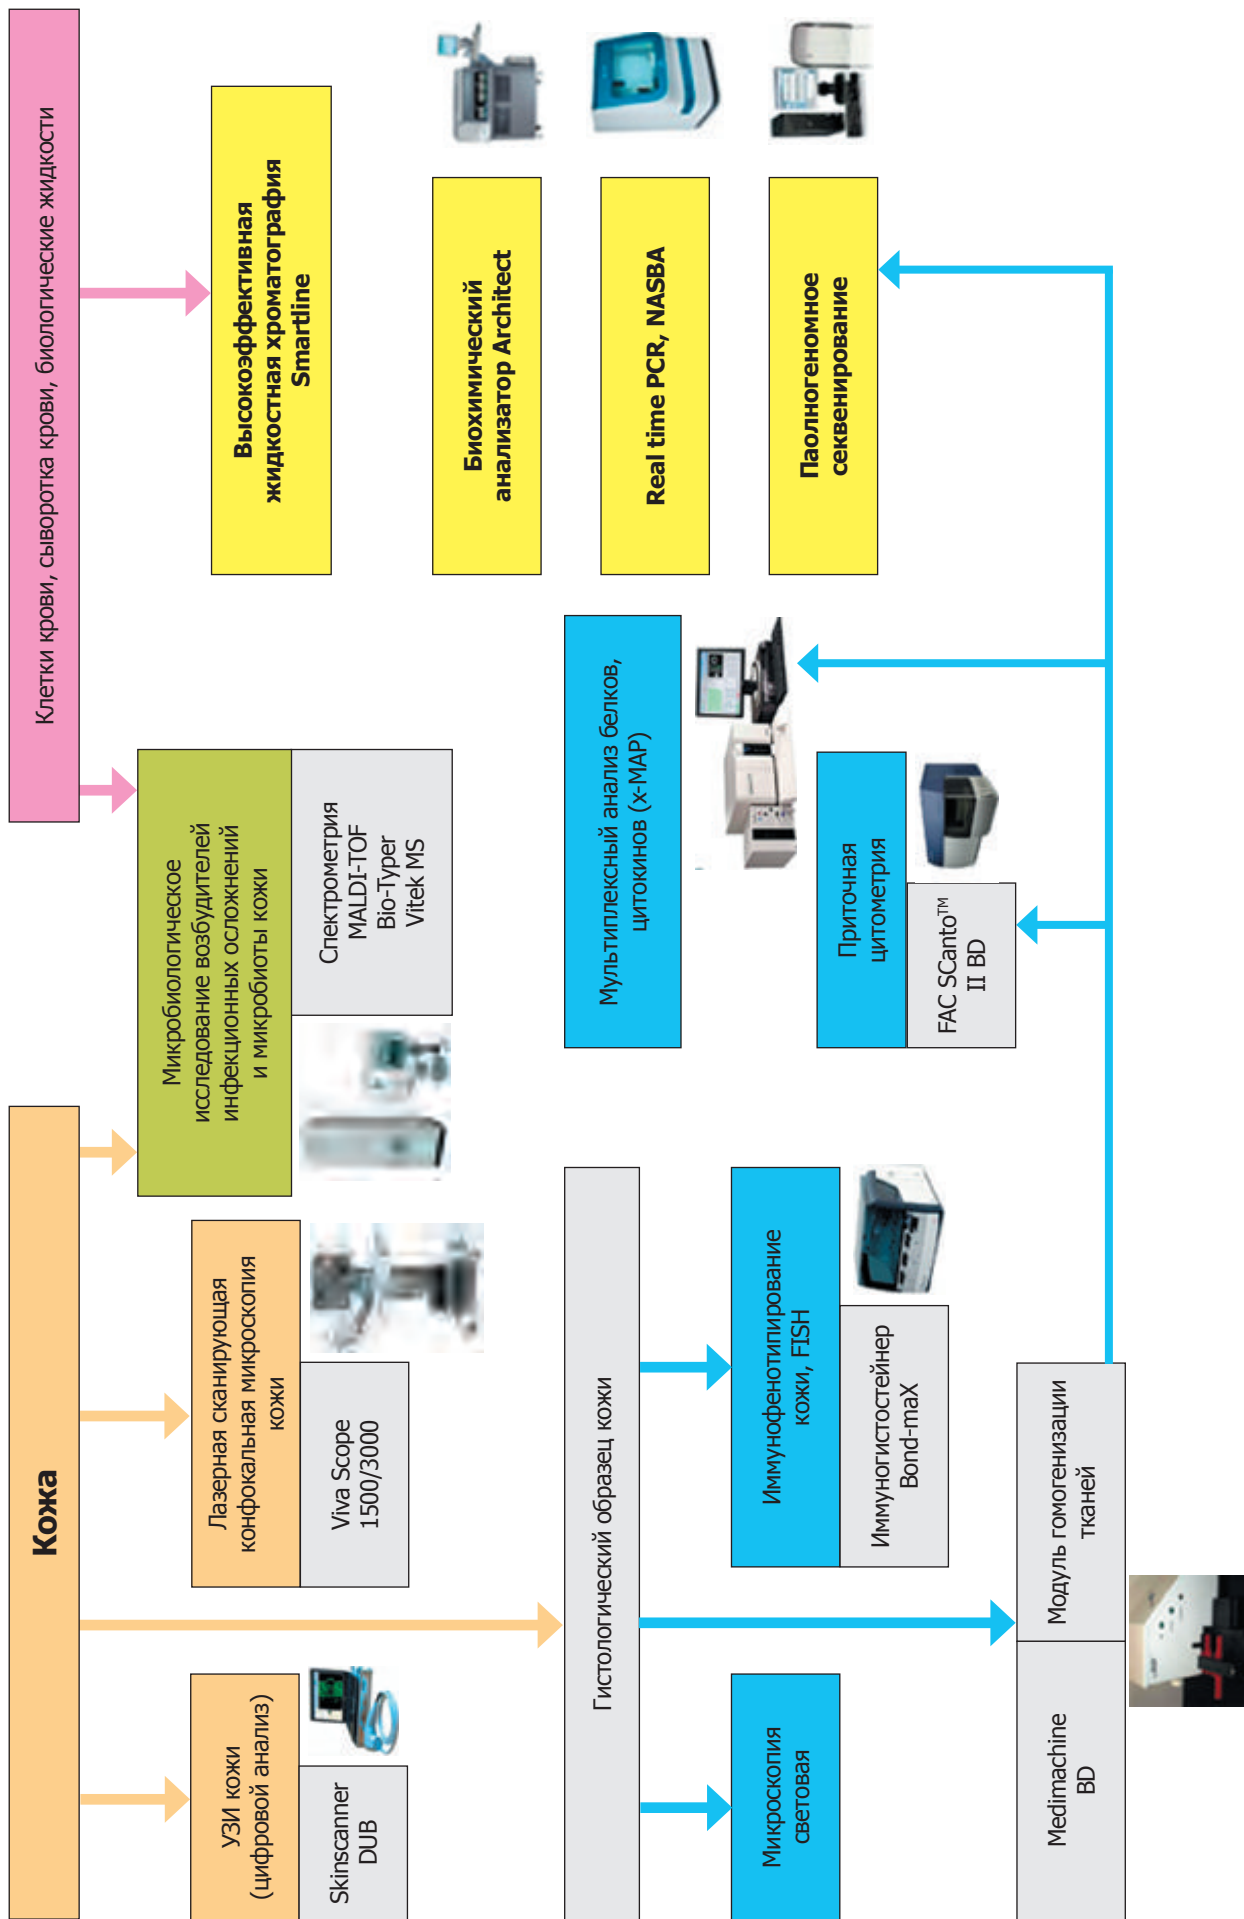 Кожа
Клетки крови, сыворотка крови, биологические жидкости
УЗИ кожи
(цифровой анализ)
Skinscanner
DUB
Лазерная сканирующая
конфокальная микроскопия
кожи
Viva Scope
1500/3000
Микробиологическое
исследование возбудителей
инфекционных осложнений
и микробиоты кожи
Спектрометрия
MALDI-TOF
Bio-Typer
Vitek MS
Высокоэффективная
жидкостная хроматография
Smartline
Биохимический
анализатор Architect
Real time PCR, NASBA
Паолногеномное
секвенирование
Гистологический образец кожи
Мультиплексный анализ белков,
цитокинов (x-MAP)
Микроскопия
световая
Иммунофенотипирование
кожи, FISH
Иммуногистостейнер
Bond-maX
Приточная
цитометрия
FAC SCanto™
II BD
Medimachine
BD
Модуль гомогенизации
тканей